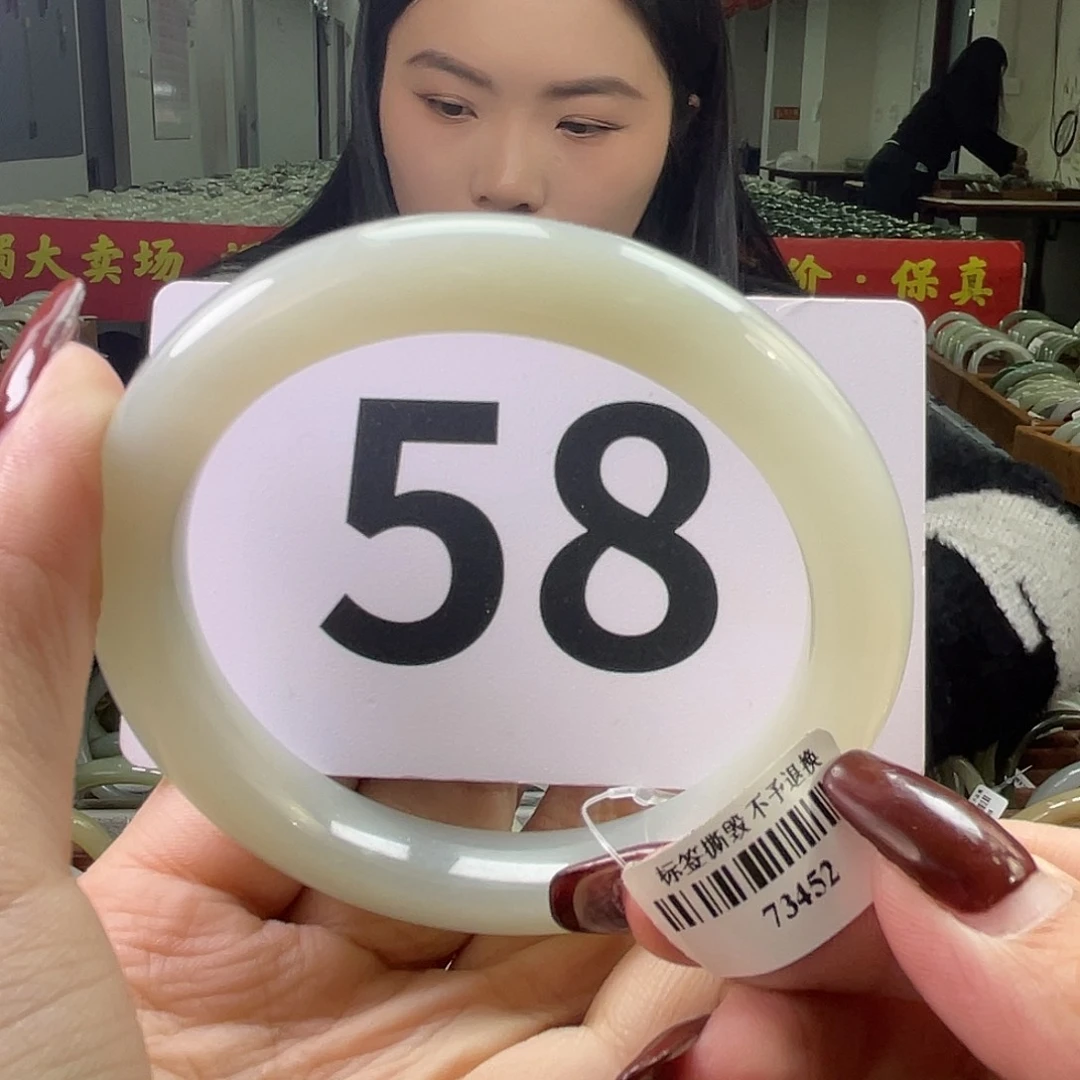 大卖场
价·保真
58
标签撕毁 不予退换
73452